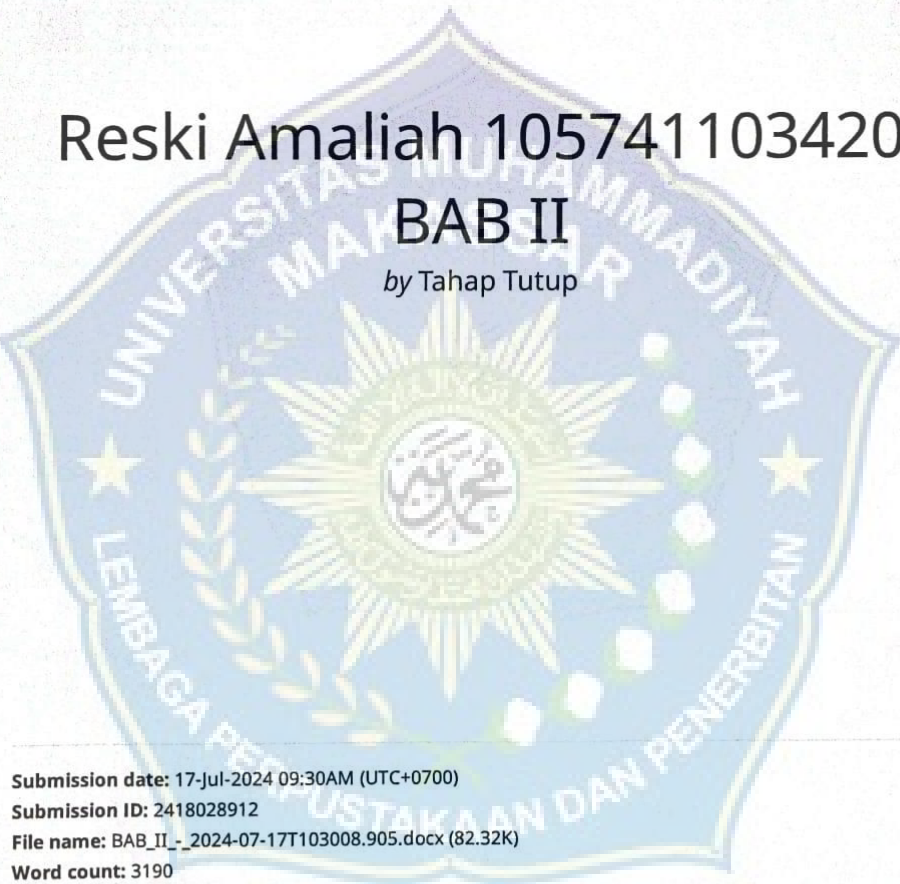 Reski Amaliah 105741103420
BAB II
by Tahap Tutup
UNIVERSITAS MUHAMMADIYAH
MAKASSAR
LEMBAGA PERPUSTAKAAN DAN PENERBITAN
محمدية
Submission date: 17-Jul-2024 09:30AM (UTC+0700)
Submission ID: 2418028912
File name: BAB_II_-_2024-07-17T103008.905.docx (82.32K)
Word count: 3190